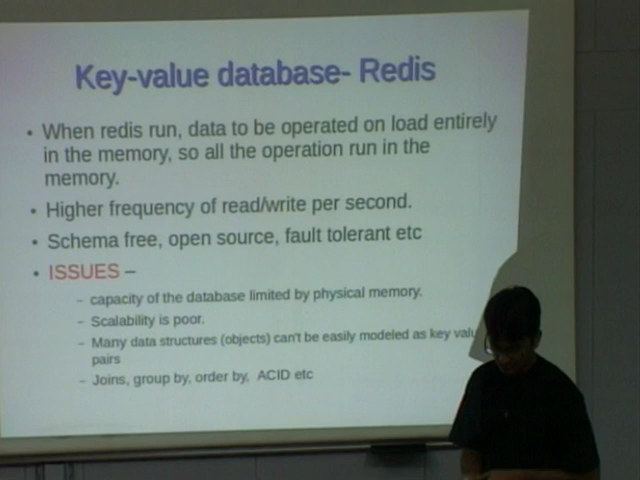 Key-value database- Redis
• When redis run, data to be operated on load entirely
in the memory, so all the operation run in the
memory.
• Higher frequency of read/write per second.
• Schema free, open source, fault tolerant etc
• ISSUES –
– capacity of the database limited by physical memory.
– Scalability is poor.
– Many data structures (objects) can't be easily modeled as key valu
pairs
– Joins, group by, order by, ACID etc